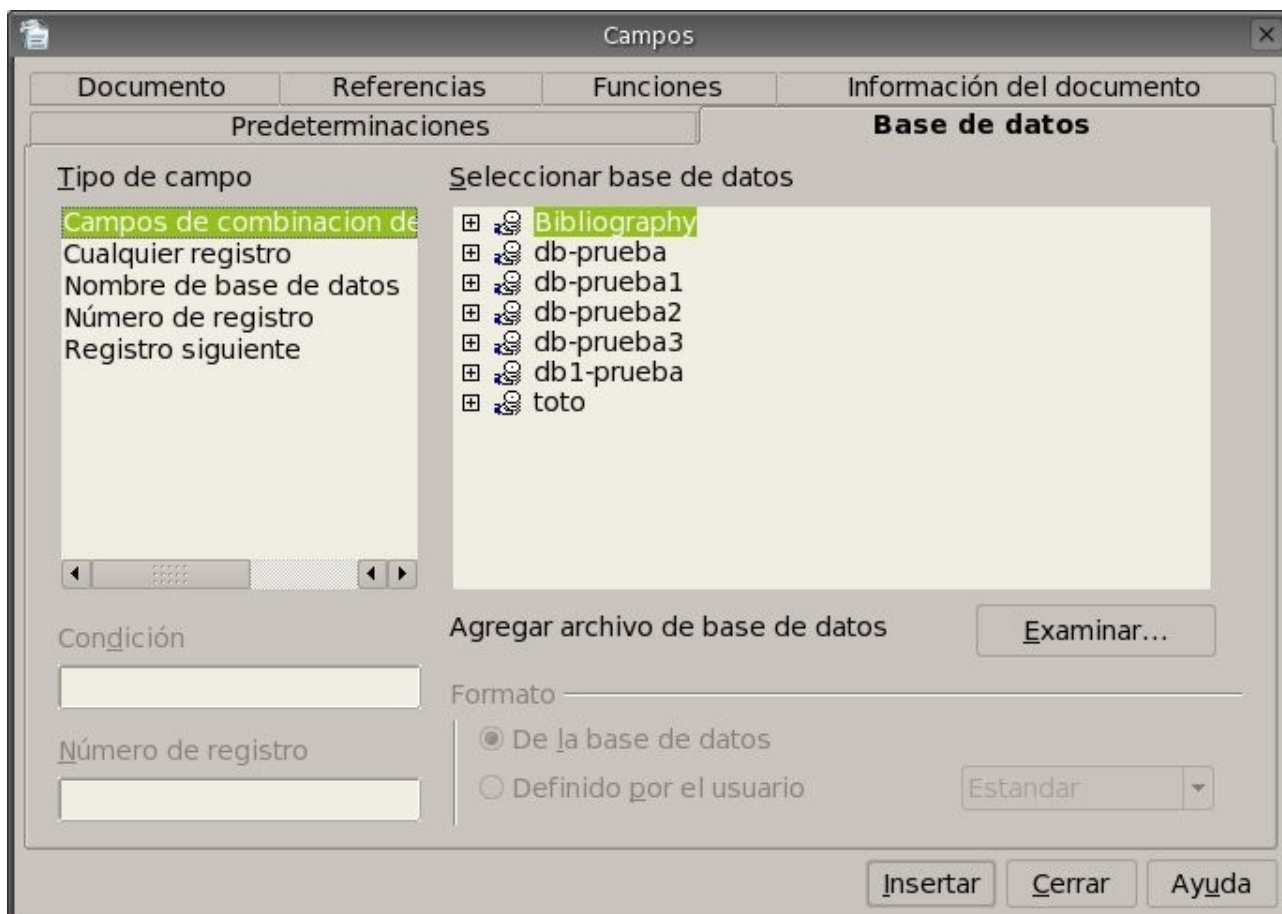 Campos
Documento Referencias Funciones Información del documento
Predeterminaciones Base de datos
Tipo de campo
Campos de combinacion de
Cualquier registro
Nombre de base de datos
Número de registro
Registro siguiente
Seleccionar base de datos
Bibliography
db-prueba
db-prueba1
db-prueba2
db-prueba3
db1-prueba
toto
Condición
Número de registro
Agregar archivo de base de datos Examinar...
Formato
De la base de datos
Definido por el usuario Estandar
Insertar Cerrar Ayuda